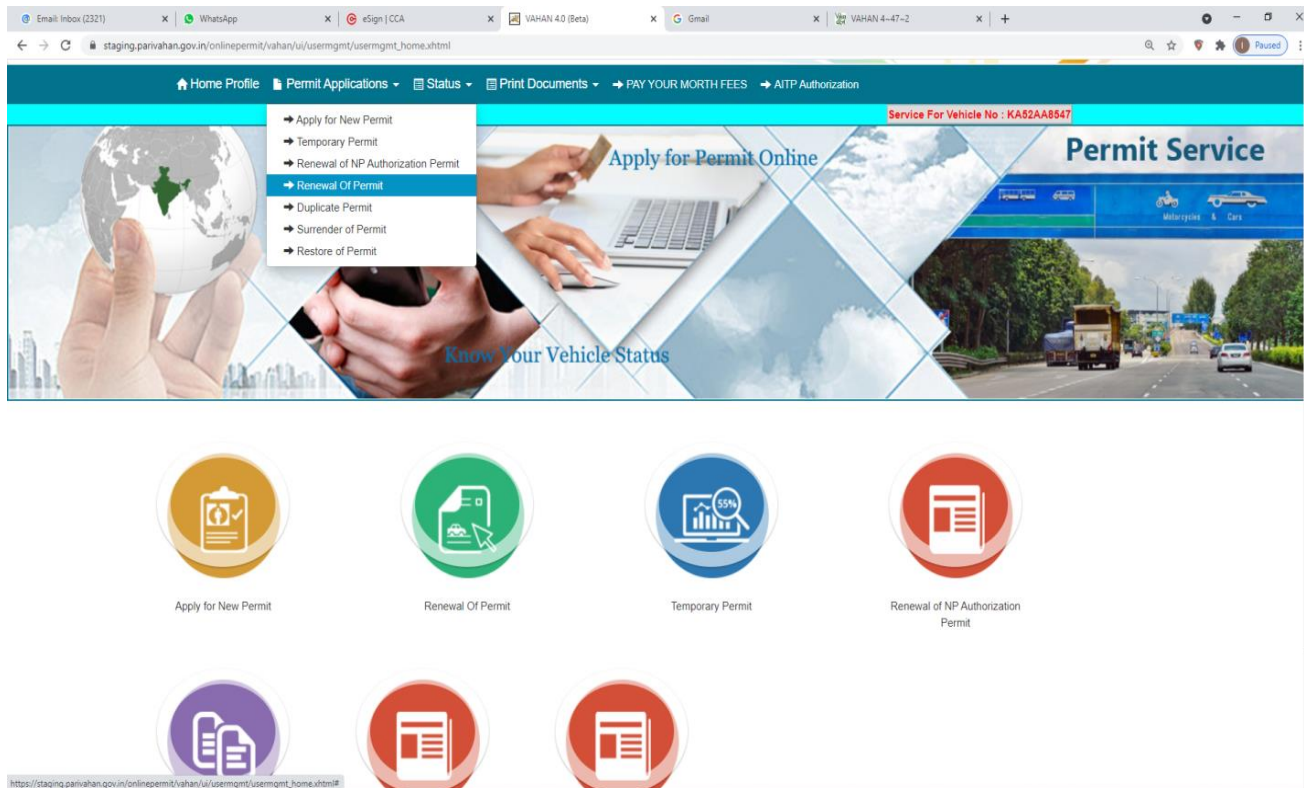 Email: Inbox (2321)
WhatsApp
eSign | CCA
VAHAN 4.0 (Beta)
Gmail
VAHAN 4~47~2
staging.parivahan.gov.in/onlinepermit/vahan/ui/usermgmt/usermgmt_home.xhtml
Paused
Home Profile Permit Applications Status Print Documents PAY YOUR MORTH FEES AITP Authorization
Service For Vehicle No : KA52AA8547
Apply for New Permit
Temporary Permit
Renewal of NP Authorization Permit
Renewal Of Permit
Duplicate Permit
Surrender of Permit
Restore of Permit
Apply for Permit Online
Know Your Vehicle Status
Permit Service
Motorcycles & Cars
55%
Apply for New Permit
Renewal Of Permit
Temporary Permit
Renewal of NP Authorization
Permit
https://staging.parivahan.gov.in/onlinepermit/vahan/ui/usermgmt/usermgmt_home.xhtml#